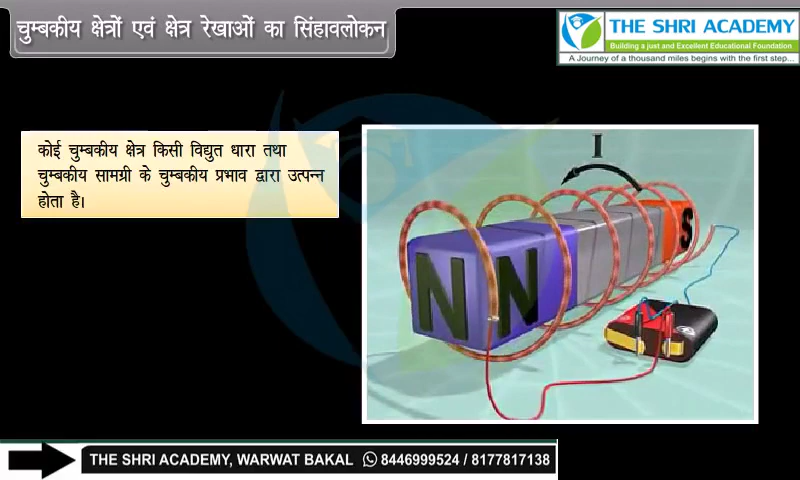 चुम्बकीय क्षेत्रों एवं क्षेत्र रेखाओं का सिंहावलोकन
THE SHRI ACADEMY
Building a just and Excellent Educational Foundation
A Journey of a thousand miles begins with the first step...
कोई चुम्बकीय क्षेत्र किसी विद्युत धारा तथा
चुम्बकीय सामग्री के चुम्बकीय प्रभाव द्वारा उत्पन्न
होता है।
I
N N S
THE SHRI ACADEMY, WARWAT BAKAL 8446999524 / 8177817138